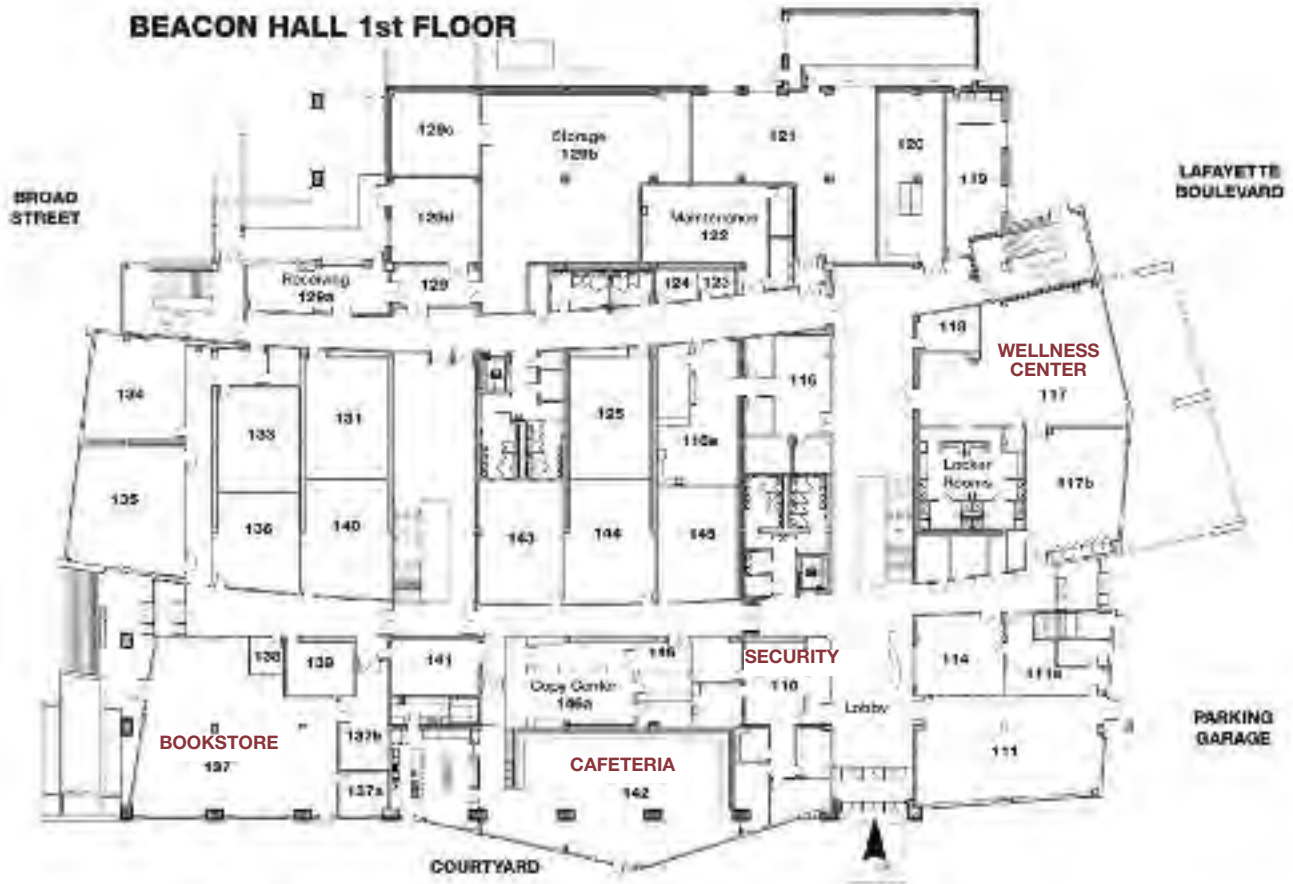 BEACON HALL 1st FLOOR
129c
Storage
129b
121
120
119
LAFAYETTE
BOULEVARD
BROAD
STREET
129d
Maintenance
122
Receiving
129a
129
124
123
118
WELLNESS
CENTER
117
134
133
131
125
116a
116
Locker
Rooms
117b
135
136
140
143
144
145
138
139
141
146
Copy Center
146a
SECURITY
110
Lobby
114
111a
BOOKSTORE
137
137b
137a
CAFETERIA
142
111
PARKING
GARAGE
COURTYARD